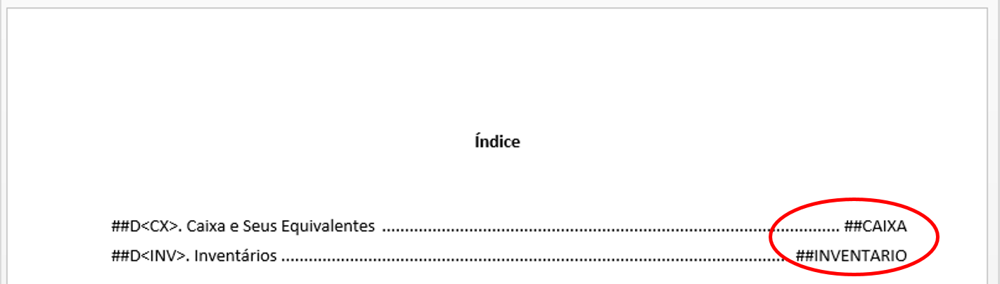 Índice
##D<CX>. Caixa e Seus Equivalentes ........................................................................................................ ##CAIXA
##D<INV>. Inventários ................................................................................................................... ##INVENTARIO